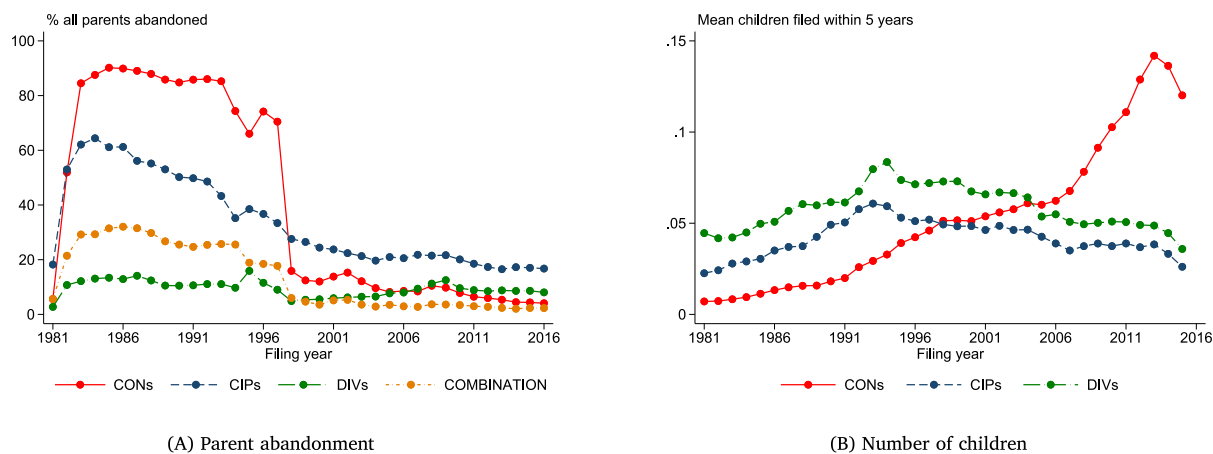 % all parents abandoned
100
80
60
40
20
0
1981 1986 1991 1996 2001 2006 2011 2016
Filing year
CONs CIPs DIVs COMBINATION
(A) Parent abandonment
Mean children filed within 5 years
.15
.1
.05
0
1981 1986 1991 1996 2001 2006 2011 2016
Filing year
CONs CIPs DIVs
(B) Number of children